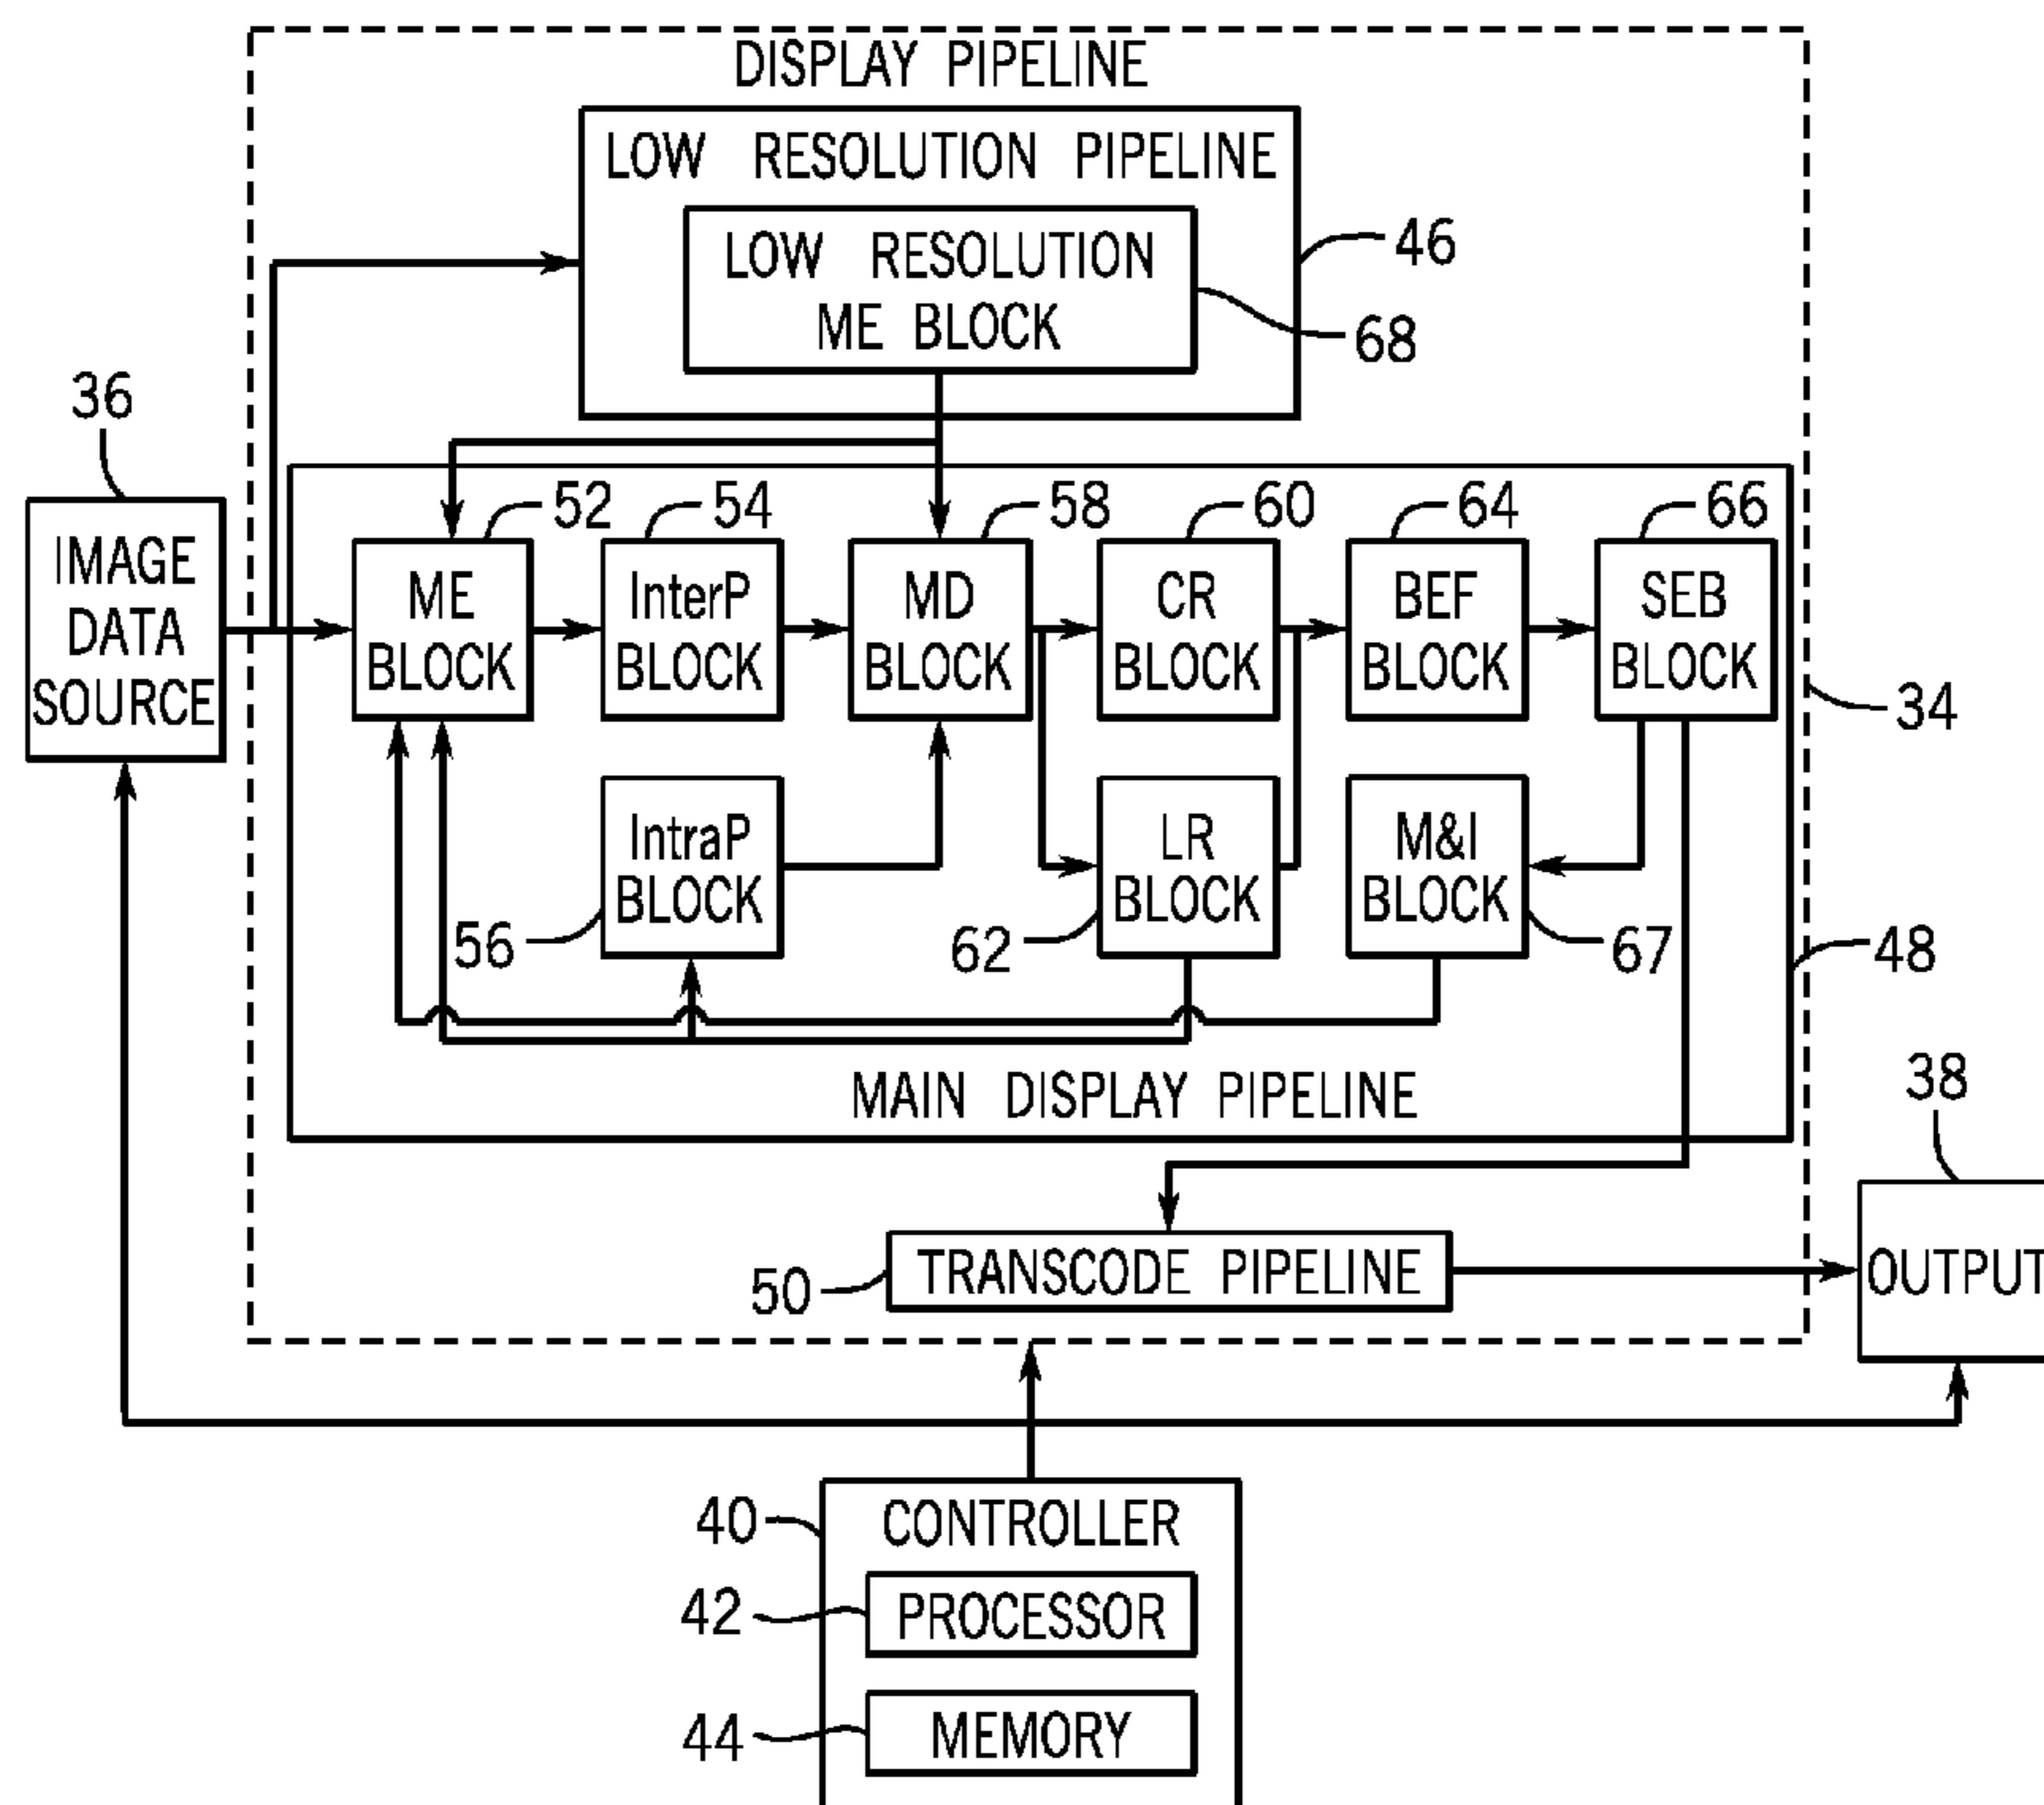 DISPLAY PIPELINE
LOW RESOLUTION PIPELINE
LOW RESOLUTION
ME BLOCK
46
68
36
IMAGE
DATA
SOURCE
52
54
58
60
64
66
ME
BLOCK
InterP
BLOCK
MD
BLOCK
CR
BLOCK
BEF
BLOCK
SEB
BLOCK
34
IntraP
BLOCK
LR
BLOCK
M&I
BLOCK
56
62
67
48
MAIN DISPLAY PIPELINE
38
50
TRANSCODE PIPELINE
OUTPUT
40
CONTROLLER
42
PROCESSOR
44
MEMORY